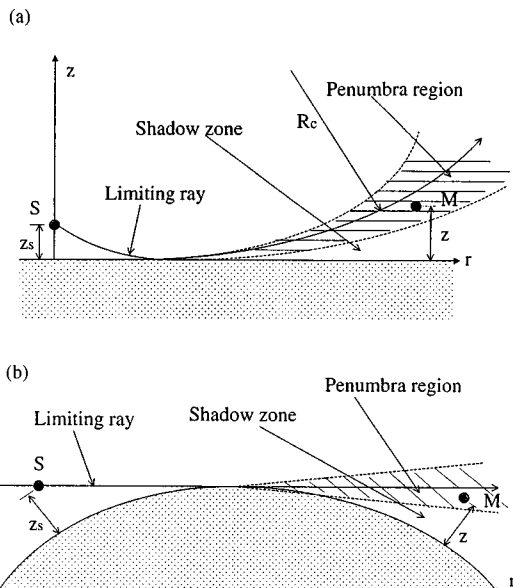 (a)
z
Penumbra region
Rc
Shadow zone
Limiting ray
S
M
zs
z
r
(b)
Penumbra region
Limiting ray
Shadow zone
S
M
zs
z
r